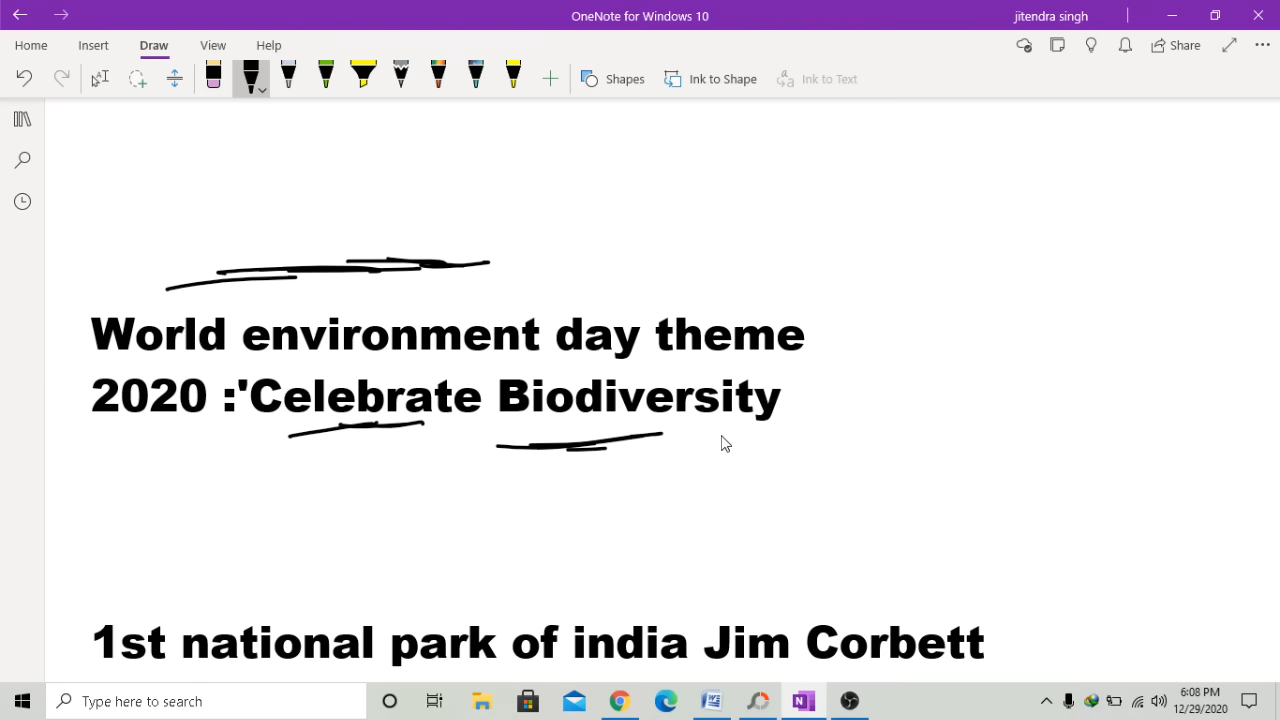 OneNote for Windows 10
jitendra singh
Home Insert Draw View Help
Share
Shapes
Ink to Shape
Ink to Text
World environment day theme
2020 :'Celebrate Biodiversity
1st national park of india Jim Corbett
Type here to search
6:08 PM
12/29/2020